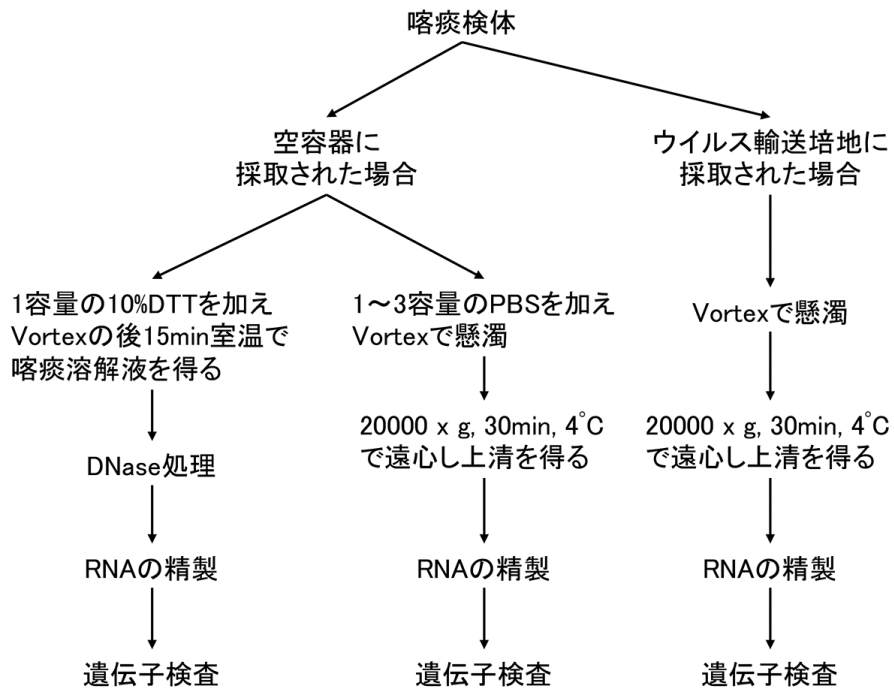 喀痰検体
空容器に
採取された場合
ウイルス輸送培地に
採取された場合
1容量の10%DTTを加え
Vortexの後15min室温で
喀痰溶解液を得る
DNase処理
RNAの精製
遺伝子検査
1～3容量のPBSを加え
Vortexで懸濁
20000 x g, 30min, 4°C
で遠心し上清を得る
RNAの精製
遺伝子検査
Vortexで懸濁
20000 x g, 30min, 4°C
で遠心し上清を得る
RNAの精製
遺伝子検査